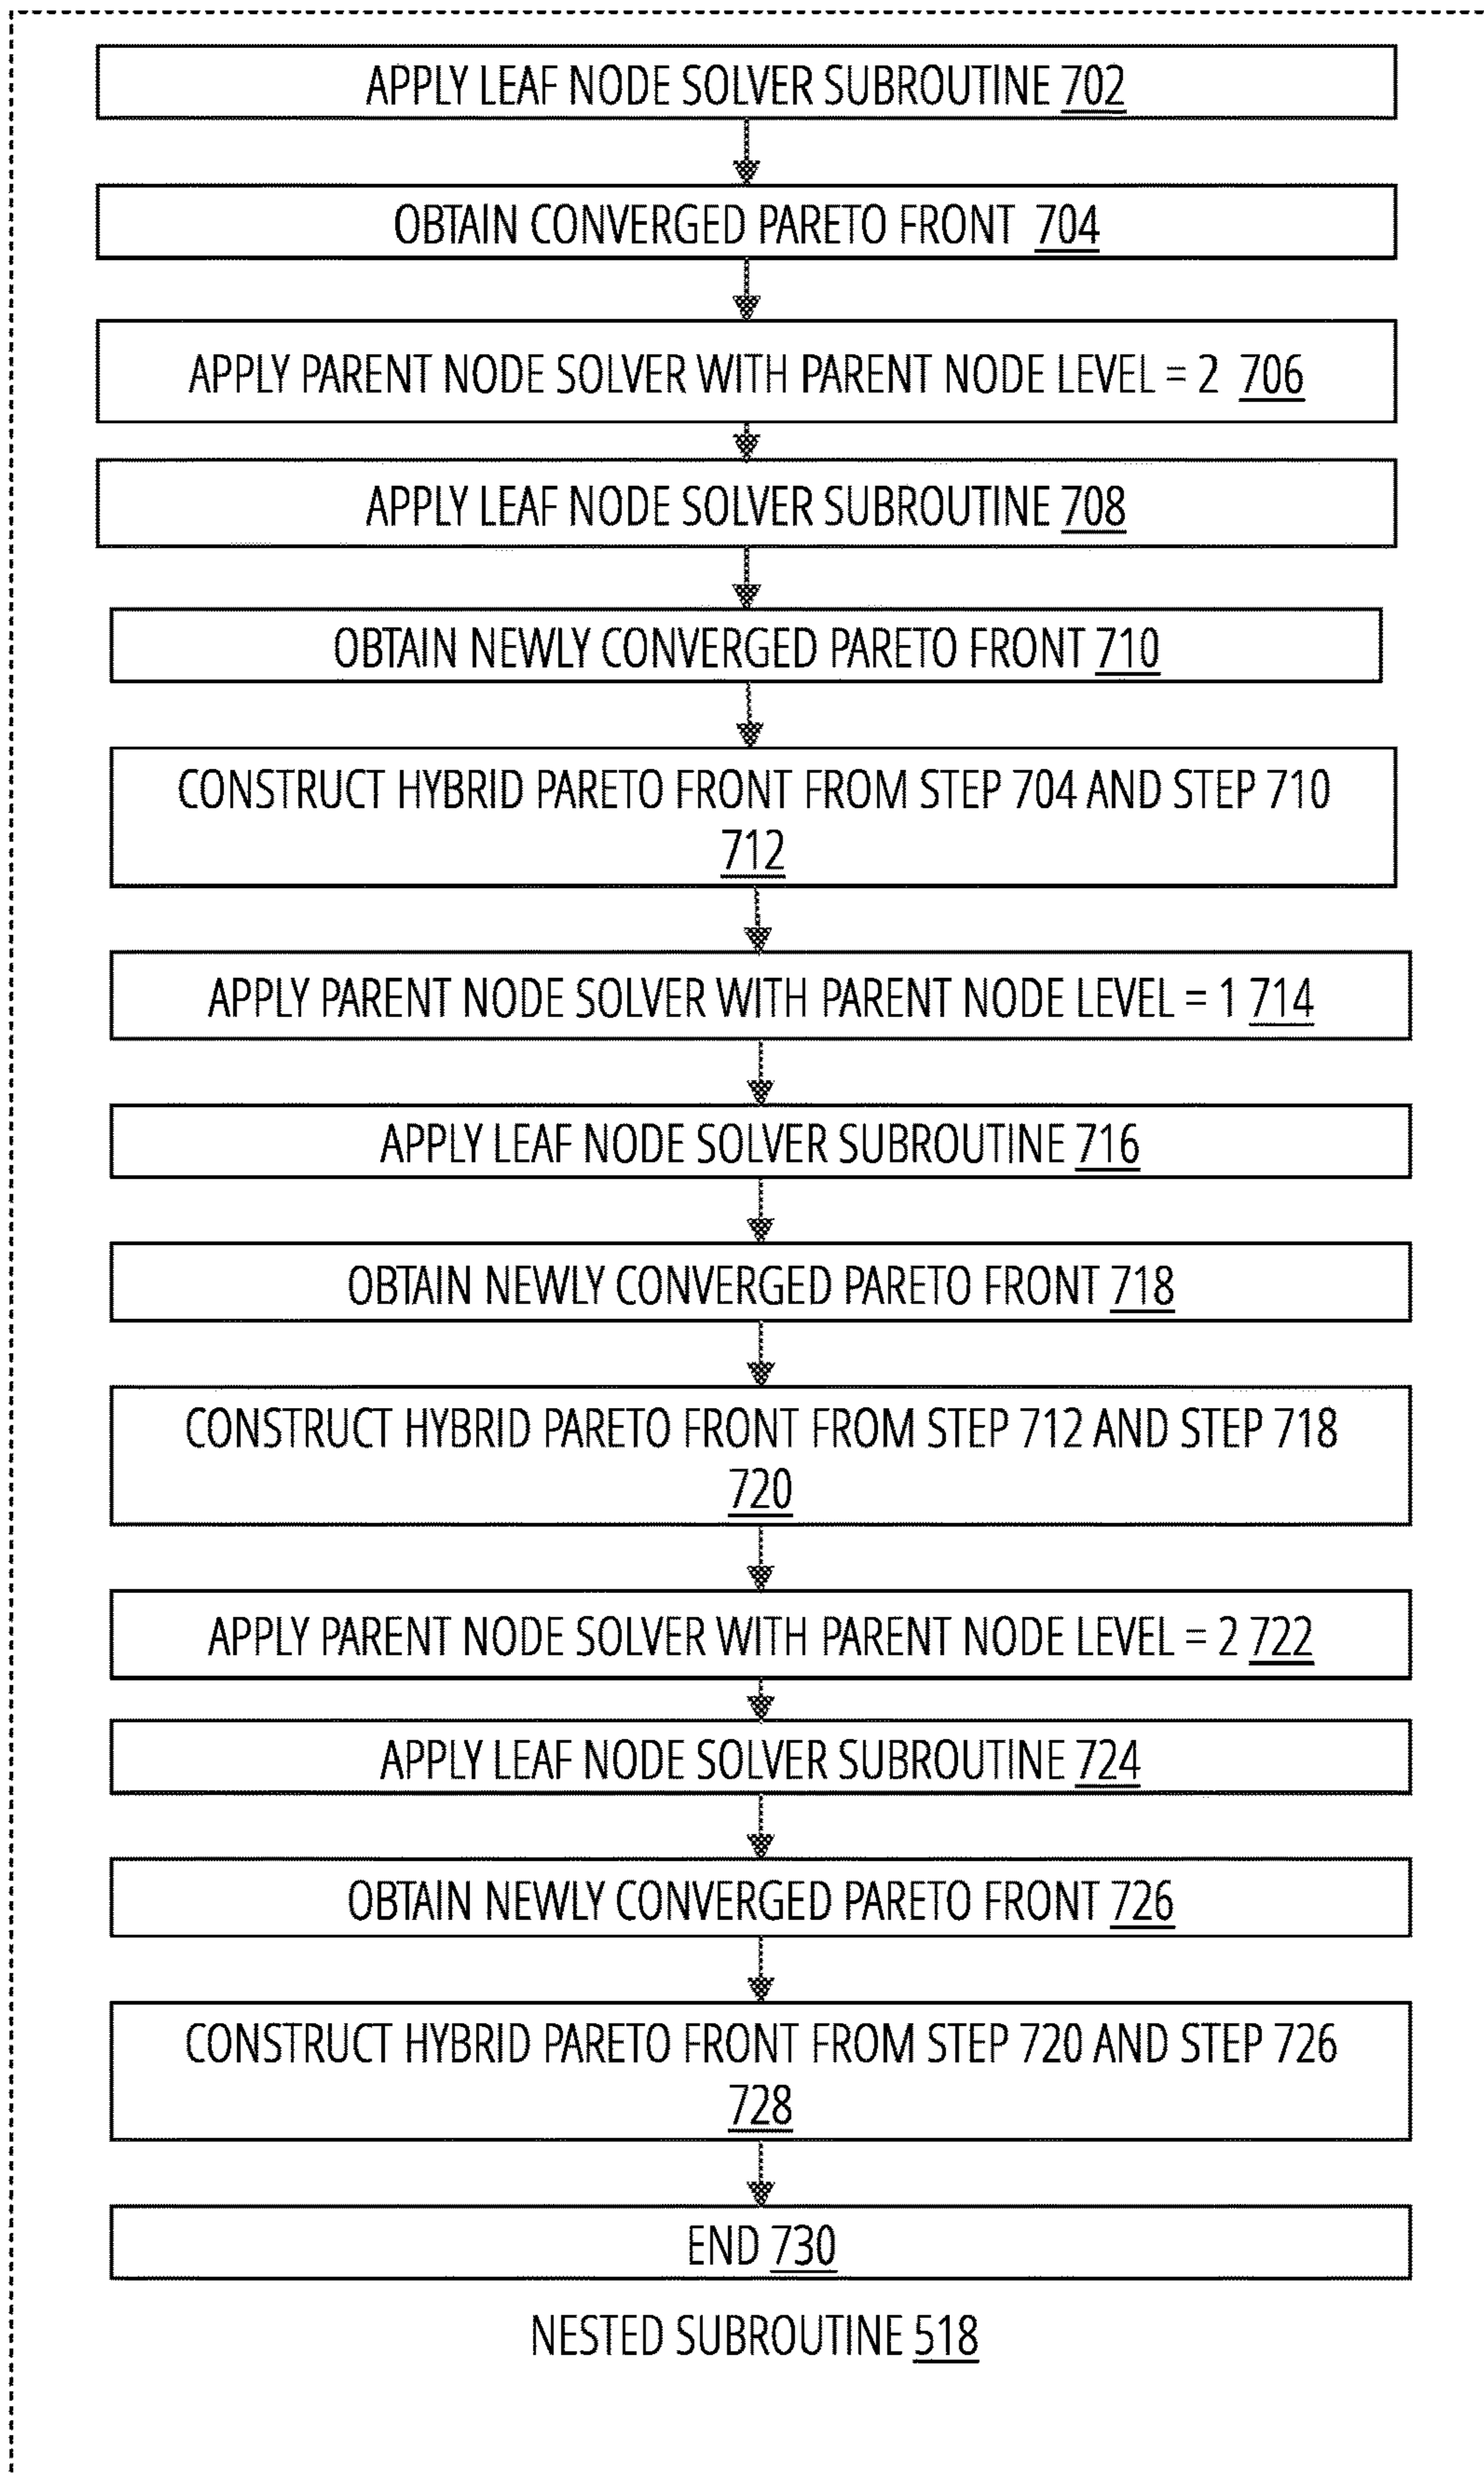 APPLY LEAF NODE SOLVER SUBROUTINE 702
OBTAIN CONVERGED PARETO FRONT 704
APPLY PARENT NODE SOLVER WITH PARENT NODE LEVEL = 2 706
APPLY LEAF NODE SOLVER SUBROUTINE 708
OBTAIN NEWLY CONVERGED PARETO FRONT 710
CONSTRUCT HYBRID PARETO FRONT FROM STEP 704 AND STEP 710
712
APPLY PARENT NODE SOLVER WITH PARENT NODE LEVEL = 1 714
APPLY LEAF NODE SOLVER SUBROUTINE 716
OBTAIN NEWLY CONVERGED PARETO FRONT 718
CONSTRUCT HYBRID PARETO FRONT FROM STEP 712 AND STEP 718
720
APPLY PARENT NODE SOLVER WITH PARENT NODE LEVEL = 2 722
APPLY LEAF NODE SOLVER SUBROUTINE 724
OBTAIN NEWLY CONVERGED PARETO FRONT 726
CONSTRUCT HYBRID PARETO FRONT FROM STEP 720 AND STEP 726
728
END 730
NESTED SUBROUTINE 518